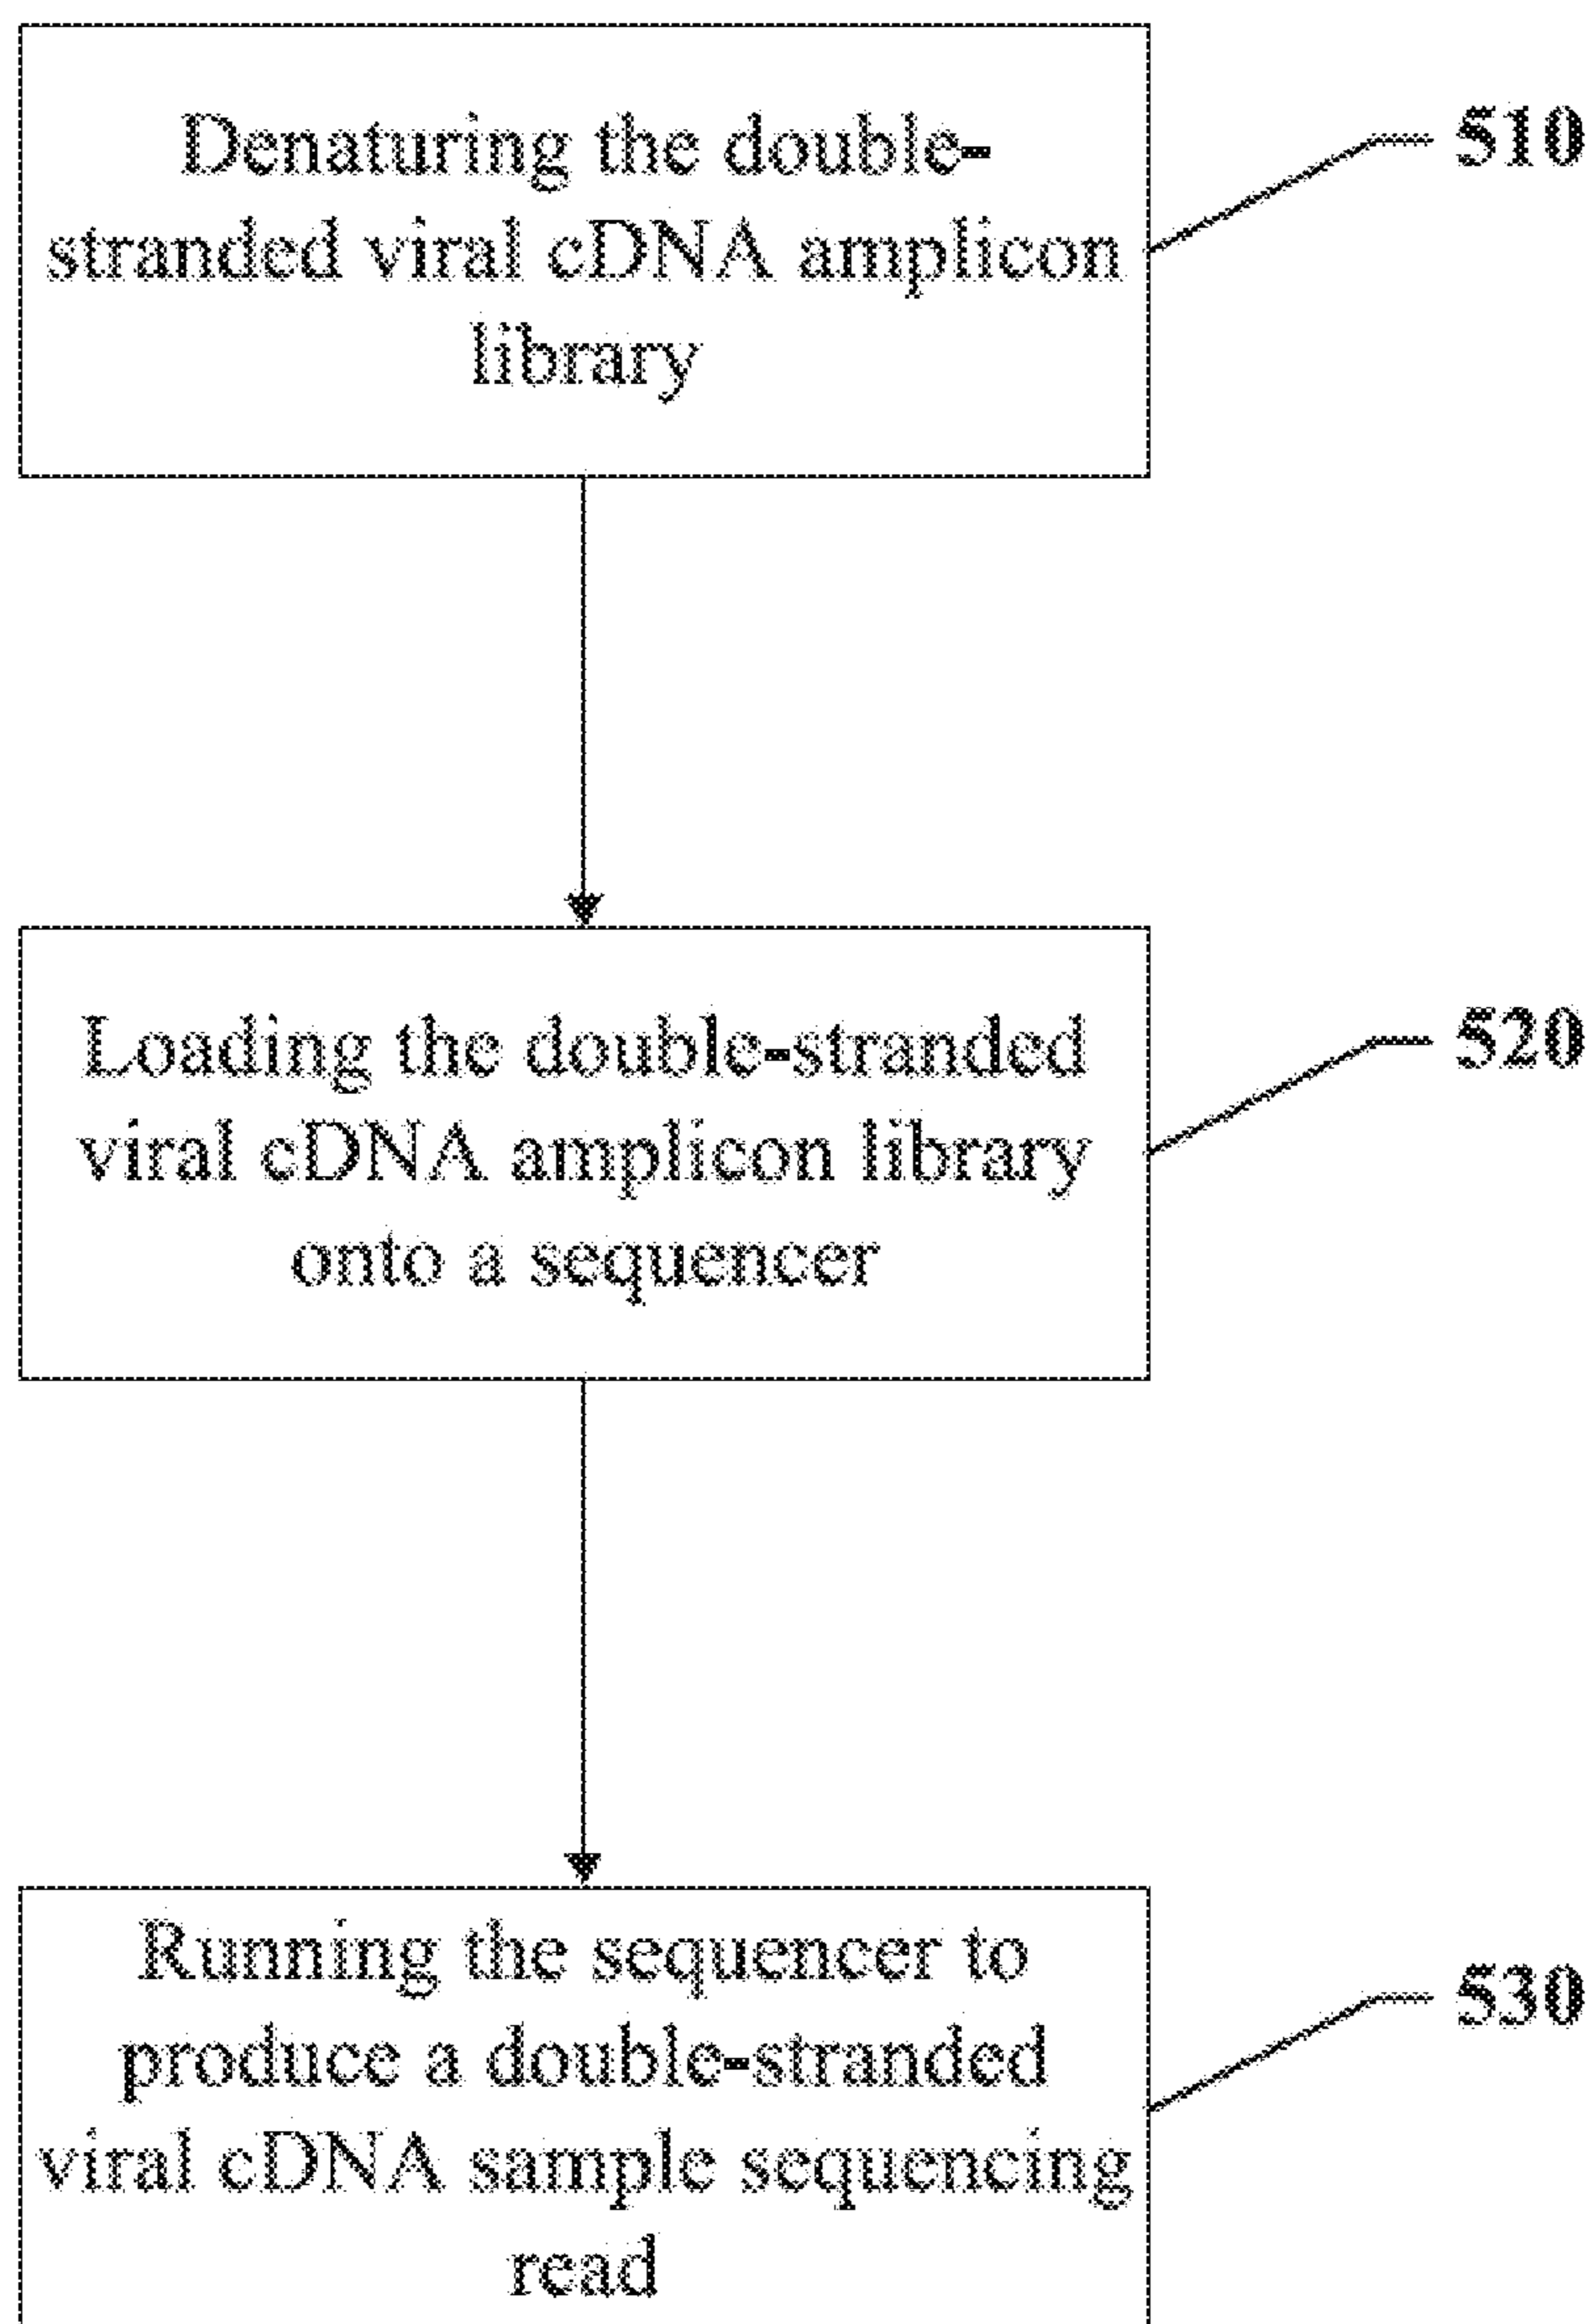 Denaturing the double-
stranded viral cDNA amplicon
library
510
Loading the double-stranded
viral cDNA amplicon library
onto a sequencer
520
Running the sequencer to
produce a double-stranded
viral cDNA sample sequencing
read
530